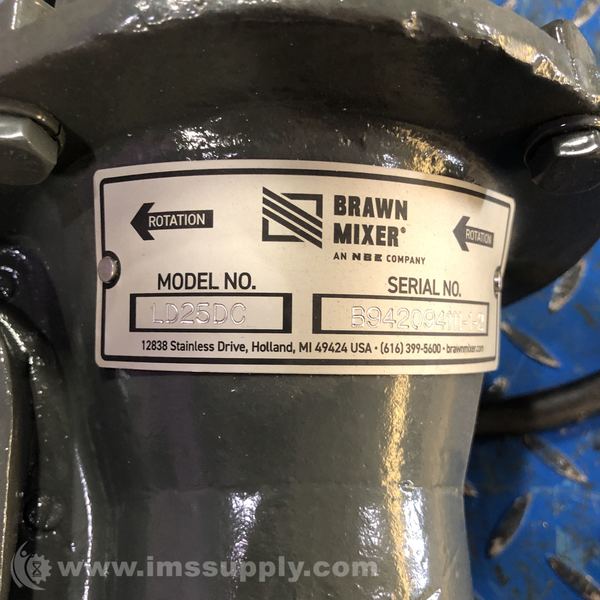 ROTATION
BRAWN
MIXER®
ROTATION
AN NEE COMPANY
MODEL NO.
SERIAL NO.
LD25DC
12838 Stainless Drive, Holland, MI 49424 USA • (616) 399-5600 • brawnmixer.com
www.imssupply.com